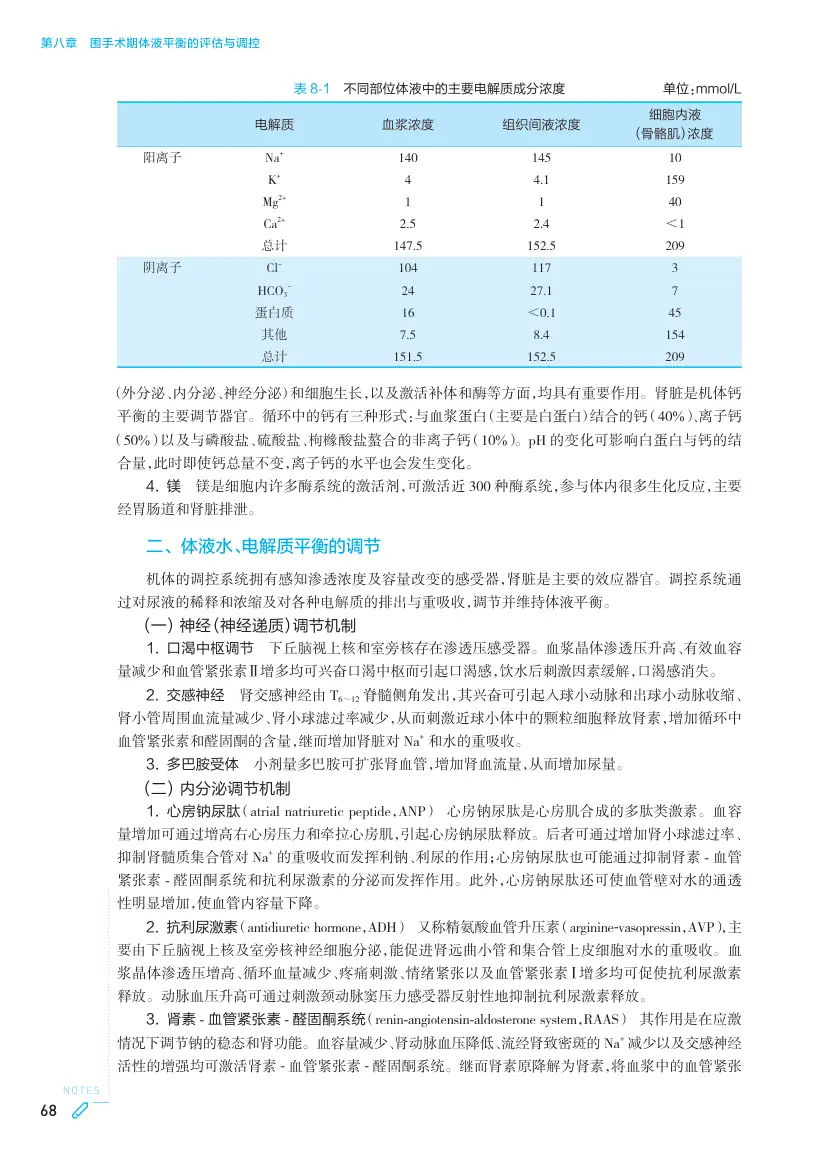 第八章 围手术期体液平衡的评估与调控
表 8-1 不同部位体液中的主要电解质成分浓度 单位:mmol/L
电解质 血浆浓度 组织间液浓度 细胞内液(骨骼肌)浓度
阳离子 Na⁺ 140 145 10
K⁺ 4 4.1 159
Mg²⁺ 1 1 40
Ca²⁺ 2.5 2.4 <1
总计 147.5 152.5 209
阴离子 Cl⁻ 104 117 3
HCO₃⁻ 24 27.1 7
蛋白质 16 <0.1 45
其他 7.5 8.4 154
总计 151.5 152.5 209
(外分泌、内分泌、神经分泌)和细胞生长,以及激活补体和酶等方面,均具有重要作用。肾脏是机体钙
平衡的主要调节器官。循环中的钙有三种形式:与血浆蛋白(主要是白蛋白)结合的钙(40%)、离子钙
(50%)以及与磷酸盐、硫酸盐、枸橼酸盐螯合的非离子钙(10%)。pH 的变化可影响白蛋白与钙的结
合量,此时即使钙总量不变,离子钙的水平也会发生变化。
4. 镁 镁是细胞内许多酶系统的激活剂,可激活近 300 种酶系统,参与体内很多生化反应,主要
经胃肠道和肾脏排泄。
二、体液水、电解质平衡的调节
机体的调控系统拥有感知渗透浓度及容量改变的感受器,肾脏是主要的效应器官。调控系统通
过对尿液的稀释和浓缩及对各种电解质的排出与重吸收,调节并维持体液平衡。
(一)神经(神经递质)调节机制
1. 口渴中枢调节 下丘脑视上核和室旁核存在渗透压感受器。血浆晶体渗透压升高、有效血容
量减少和血管紧张素Ⅱ增多均可兴奋口渴中枢而引起口渴感,饮水后刺激因素缓解,口渴感消失。
2. 交感神经 肾交感神经由 T₆~₁₂ 脊髓侧角发出,其兴奋可引起入球小动脉和出球小动脉收缩、
肾小管周围血流量减少、肾小球滤过率减少,从而刺激近球小体中的颗粒细胞释放肾素,增加循环中
血管紧张素和醛固酮的含量,继而增加肾脏对 Na⁺ 和水的重吸收。
3. 多巴胺受体 小剂量多巴胺可扩张肾血管,增加肾血流量,从而增加尿量。
(二)内分泌调节机制
1. 心房钠尿肽(atrial natriuretic peptide,ANP) 心房钠尿肽是心房肌合成的多肽类激素。血容
量增加可通过增高右心房压力和牵拉心房肌,引起心房钠尿肽释放。后者可通过增加肾小球滤过率、
抑制肾髓质集合管对 Na⁺ 的重吸收而发挥利钠、利尿的作用;心房钠尿肽也可能通过抑制肾素 - 血管
紧张素 - 醛固酮系统和抗利尿激素的分泌而发挥作用。此外,心房钠尿肽还可使血管壁对水的通透
性明显增加,使血管内容量下降。
2. 抗利尿激素(antidiuretic hormone,ADH) 又称精氨酸血管升压素(arginine-vasopressin,AVP),主
要由下丘脑视上核及室旁核神经细胞分泌,能促进肾远曲小管和集合管上皮细胞对水的重吸收。血
浆晶体渗透压增高、循环血量减少、疼痛刺激、情绪紧张以及血管紧张素Ⅰ增多均可促使抗利尿激素
释放。动脉血压升高可通过刺激颈动脉窦压力感受器反射性地抑制抗利尿激素释放。
3. 肾素 - 血管紧张素 - 醛固酮系统(renin-angiotensin-aldosterone system,RAAS) 其作用是在应激
情况下调节钠的稳态和肾功能。血容量减少、肾动脉血压降低、流经肾致密斑的 Na⁺ 减少以及交感神经
活性的增强均可激活肾素 - 血管紧张素 - 醛固酮系统。继而肾素原降解为肾素,将血浆中的血管紧张
NOTES
68